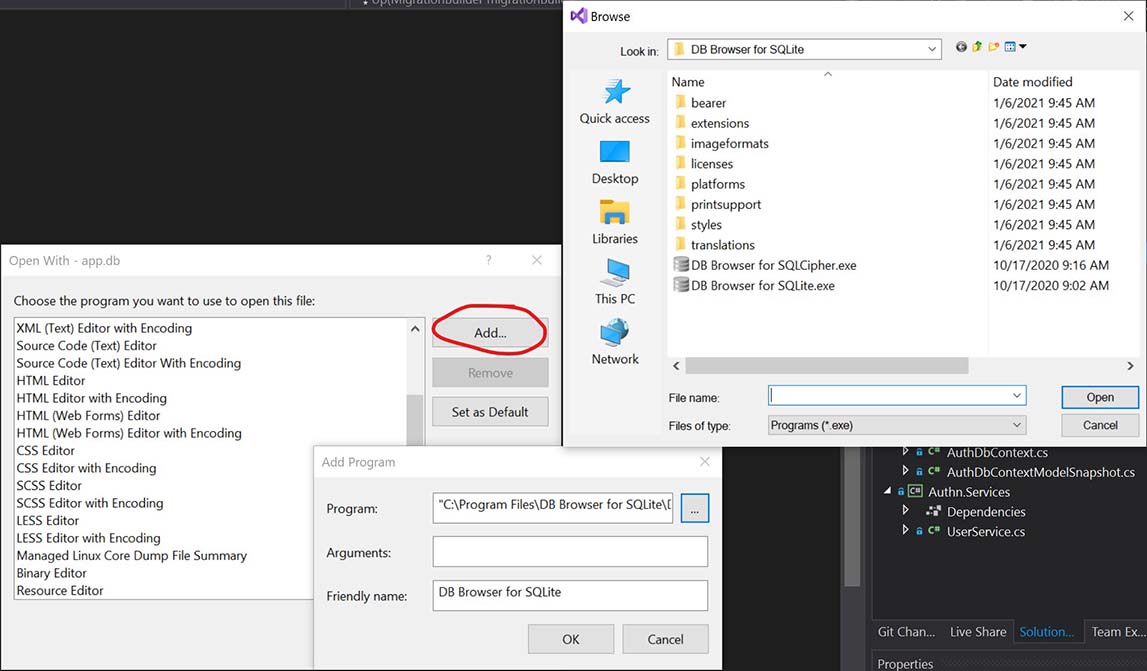 Up(MigrationBuilder migrationBuil
Browse
Look in:
DB Browser for SQLite
Name
Date modified
bearer
1/6/2021 9:45 AM
extensions
1/6/2021 9:45 AM
imageformats
1/6/2021 9:45 AM
licenses
1/6/2021 9:45 AM
platforms
1/6/2021 9:45 AM
printsupport
1/6/2021 9:45 AM
styles
1/6/2021 9:45 AM
translations
1/6/2021 9:45 AM
DB Browser for SQLCipher.exe
10/17/2020 9:16 AM
DB Browser for SQLite.exe
10/17/2020 9:02 AM
Quick access
Desktop
Libraries
This PC
Network
File name:
Open
Files of type:
Programs (*.exe)
Cancel
Open With - app.db
?
Choose the program you want to use to open this file:
XML (Text) Editor with Encoding
Source Code (Text) Editor
Source Code (Text) Editor With Encoding
HTML Editor
HTML Editor with Encoding
HTML (Web Forms) Editor
HTML (Web Forms) Editor with Encoding
CSS Editor
CSS Editor with Encoding
SCSS Editor
SCSS Editor with Encoding
LESS Editor
LESS Editor with Encoding
Managed Linux Core Dump File Summary
Binary Editor
Resource Editor
Add...
Remove
Set as Default
Add Program
Program:
"C:\Program Files\DB Browser for SQLite\
...
Arguments:
Friendly name:
DB Browser for SQLite
OK
Cancel
C# AuthDbContext.cs
C# AuthDbContextModelSnapshot.cs
C# Authn.Services
Dependencies
C# UserService.cs
Git Chan...
Live Share
Solution...
Team Ex...
Properties